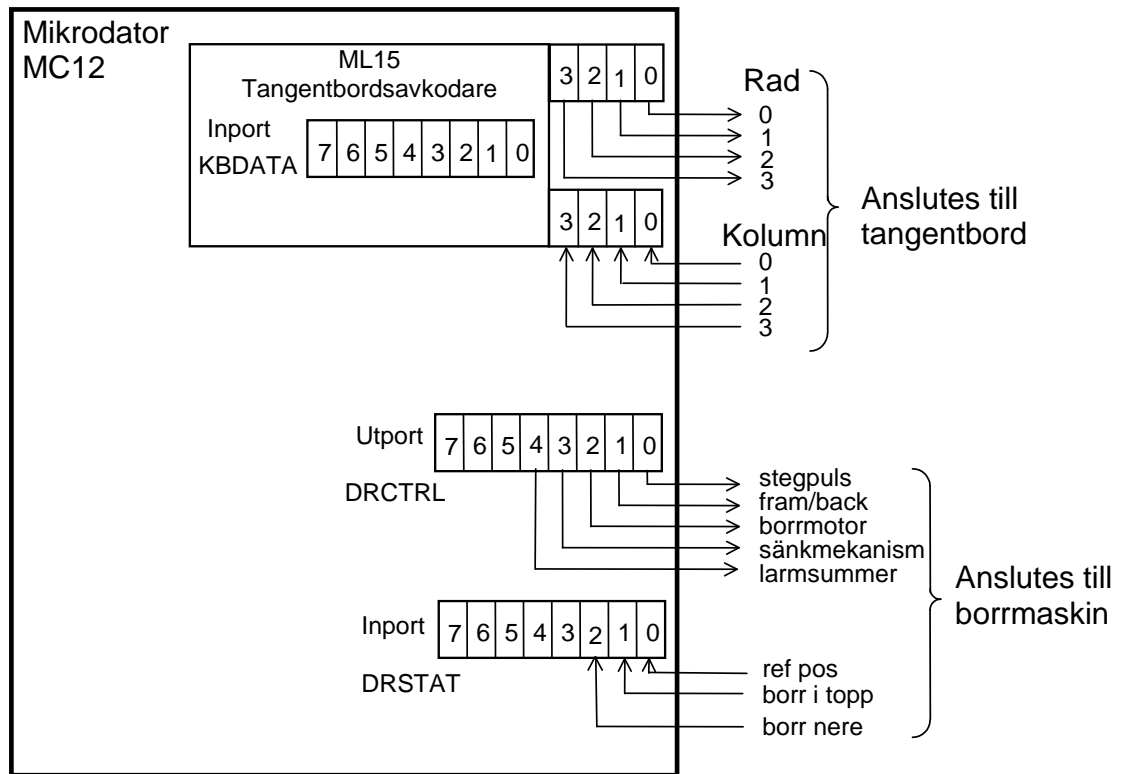 Mikrodator
MC12
ML15
Tangentbordsavkodare
Inport
KBDATA
7 6 5 4 3 2 1 0
3 2 1 0
Rad
0
1
2
3
3 2 1 0
Kolumn
0
1
2
3
Anslutes till
tangentbord
Utport
7 6 5 4 3 2 1 0
DRCTRL
stegpuls
fram/back
borrmotor
sänkmekanism
larmsummer
Inport
7 6 5 4 3 2 1 0
DRSTAT
ref pos
borr i topp
borr nere
Anslutes till
borrmaskin